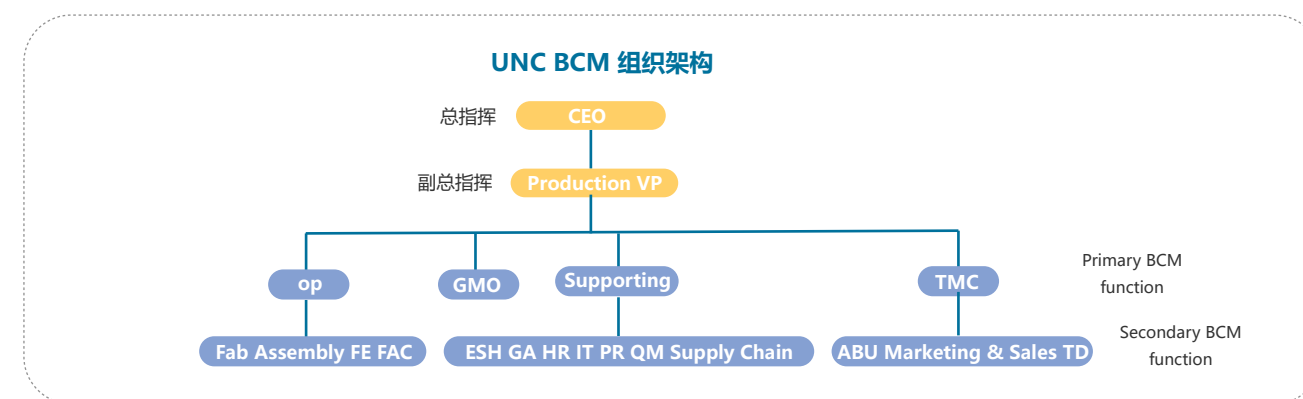 UNC BCM 组织架构
总指挥
CEO
副总指挥
Production VP
op
GMO
Supporting
TMC
Primary BCM
function
Fab Assembly FE FAC
ESH GA HR IT PR QM Supply Chain
ABU Marketing & Sales TD
Secondary BCM
function